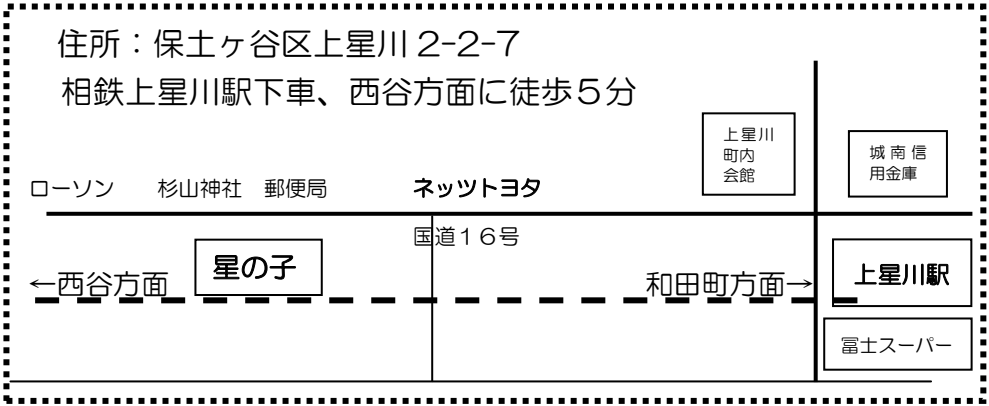 住所：保土ヶ谷区上星川2-2-7
相鉄上星川駅下車、西谷方面に徒歩５分
上星川
町内
会館
城南信
用金庫
ローソン 杉山神社 郵便局 ネッツトヨタ
国道１６号
星の子
←西谷方面
和田町方面→
上星川駅
冨士スーパー